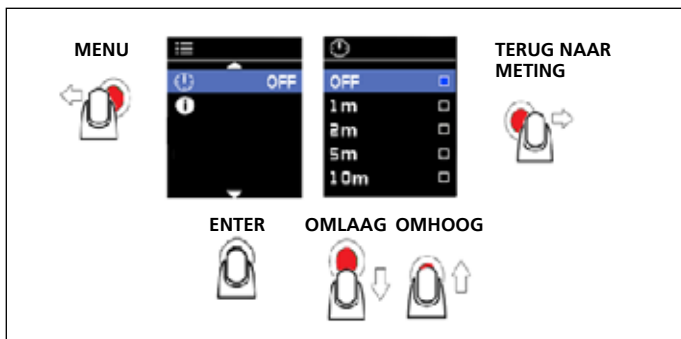 MENU
OFF
OFF
1m
2m
5m
10m
TERUG NAAR
METING
ENTER
OMLAAG OMHOOG